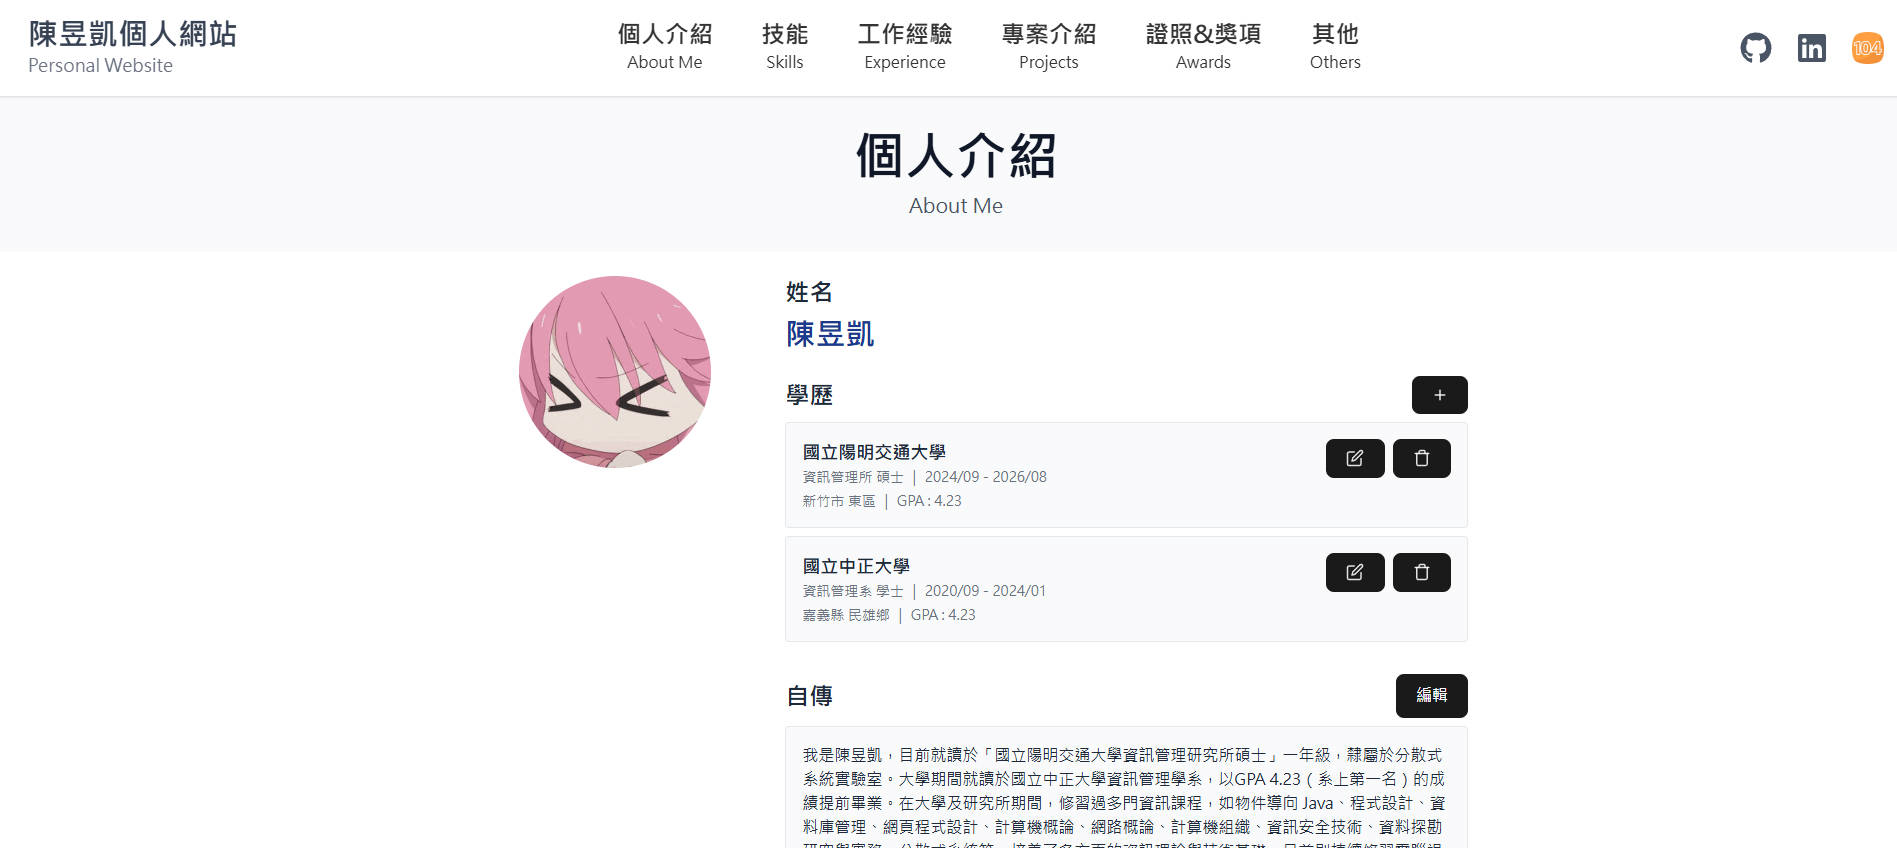 陳昱凱個人網站
Personal Website
個人介紹
About Me
技能
Skills
工作經驗
Experience
專案介紹
Projects
證照&獎項
Awards
其他
Others
104
個人介紹
About Me
姓名
陳昱凱
學歷
+
國立陽明交通大學
資訊管理所 碩士 | 2024/09 - 2026/08
新竹市 東區 | GPA : 4.23
國立中正大學
資訊管理系 學士 | 2020/09 - 2024/01
嘉義縣 民雄鄉 | GPA : 4.23
自傳
編輯
我是陳昱凱，目前就讀於「國立陽明交通大學資訊管理研究所碩士」一年級，隸屬於分散式
系統實驗室。大學期間就讀於國立中正大學資訊管理學系，以GPA 4.23（系上第一名）的成
績提前畢業。在大學及研究所期間，修習過多門資訊課程，如物件導向 Java、程式設計、資
料庫管理、網頁程式設計、計算機概論、網路概論、計算機組織、資訊安全技術、資料探勘